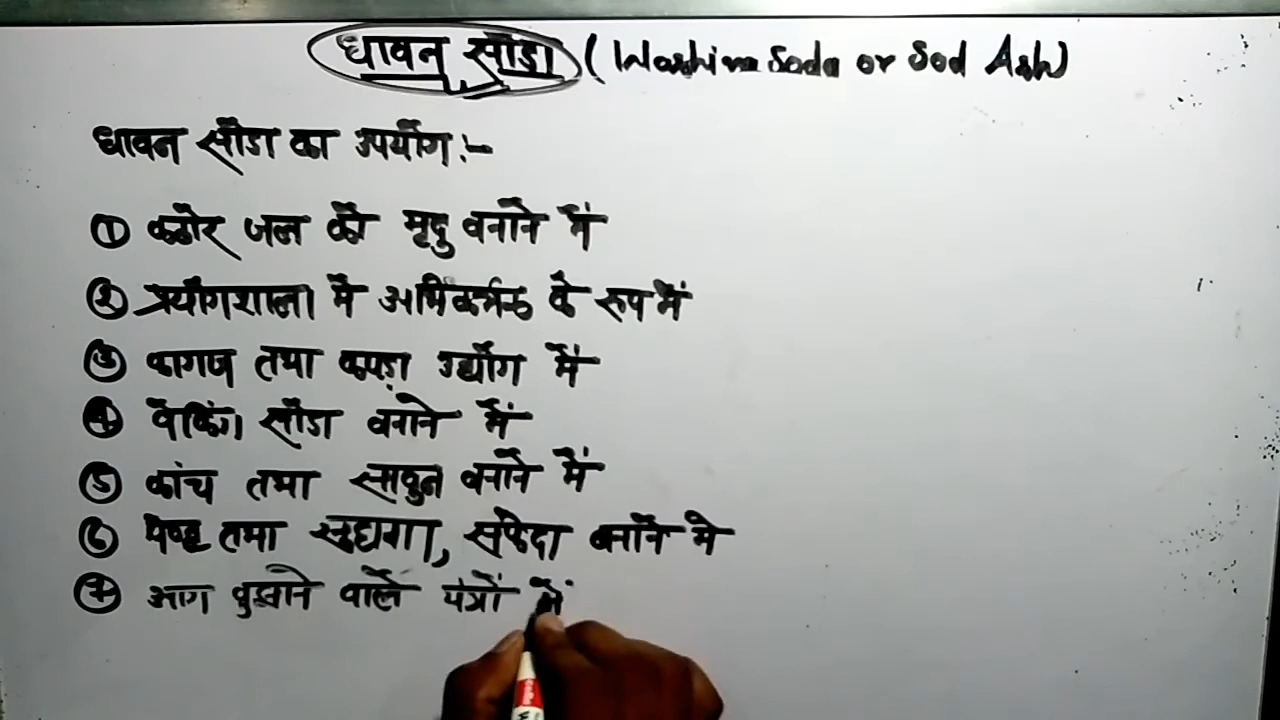 धावन सोडा (Washing Soda or Sod Ash)
धावन सोडा का उपयोग :-
① कठोर जल को मृदु बनाने में
② प्रयोगशाला में अभिकर्मक के रूप में
③ कागज तथा कपड़ा उद्योग में
④ वेकिंग सोडा बनाने में
⑤ कांच तथा साबुन बनाने में
⑥ पेण्ट तथा सुहागा, सफेदा बनाने मे
⑦ आग बुझाने वाले यंत्रों में